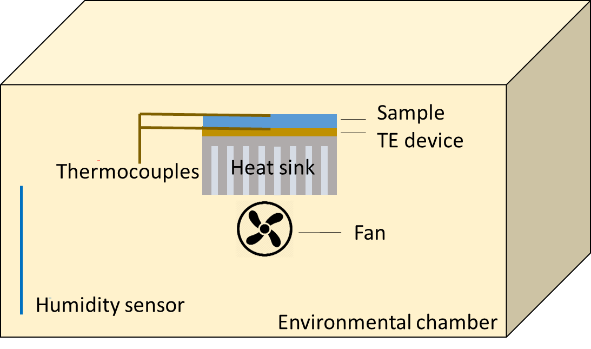 Sample
TE device
Thermocouples
Heat sink
Fan
Humidity sensor
Environmental chamber